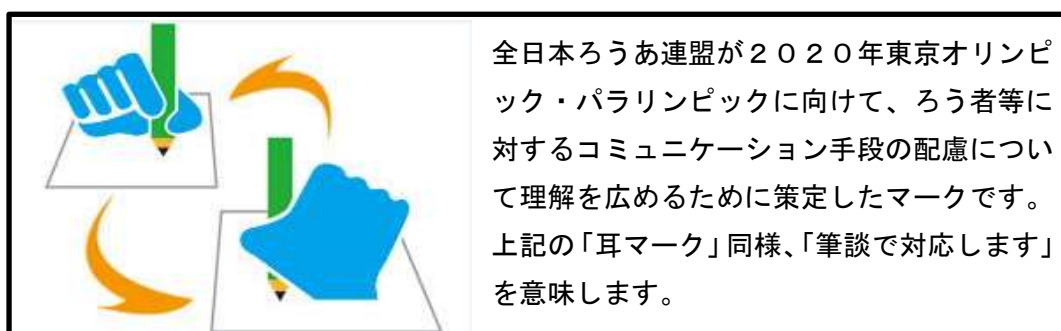 全日本ろうあ連盟が２０２０年東京オリンピ
ック・パラリンピックに向けて、ろう者等に
対するコミュニケーション手段の配慮につい
て理解を広めるために策定したマークです。
上記の「耳マーク」同様、「筆談で対応します」
を意味します。